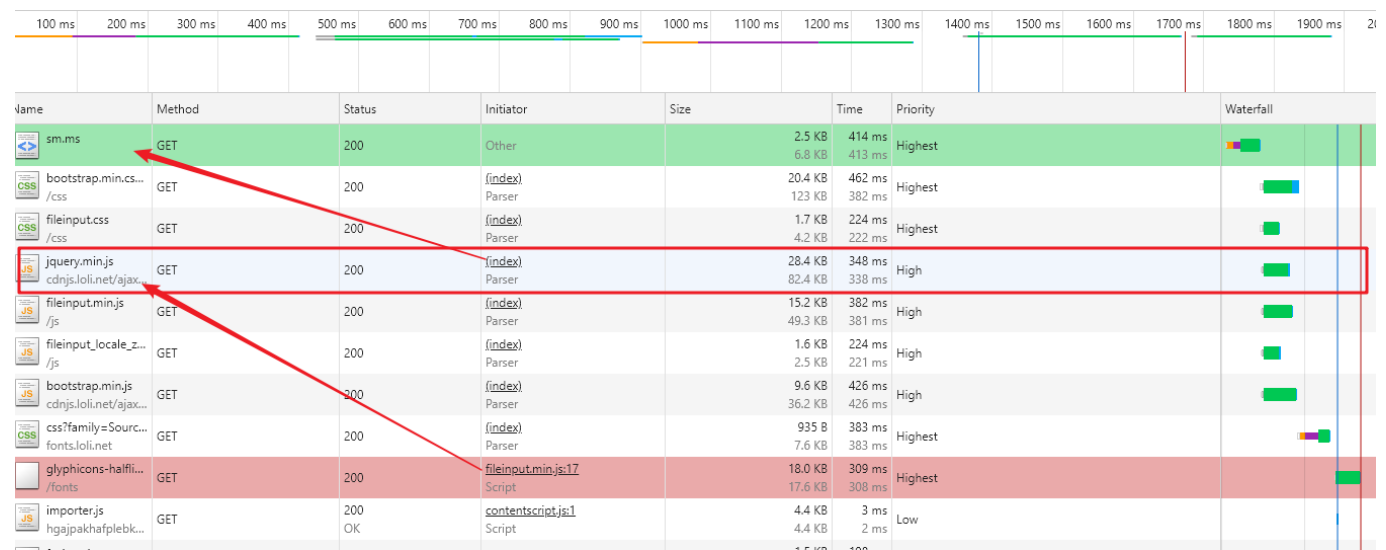 100 ms 200 ms 300 ms 400 ms 500 ms 600 ms 700 ms 800 ms 900 ms 1000 ms 1100 ms 1200 ms 1300 ms 1400 ms 1500 ms 1600 ms 1700 ms 1800 ms 1900 ms
Name Method Status Initiator Size Time Priority Waterfall
sm.ms GET 200 Other 2.5 KB 414 ms Highest
6.8 KB 413 ms
bootstrap.min.cs... GET 200 (index) 20.4 KB 462 ms Highest
CSS /css Parser 123 KB 382 ms
fileinput.css GET 200 (index) 1.7 KB 224 ms Highest
CSS /css Parser 4.2 KB 222 ms
jquery.min.js GET 200 (index) 28.4 KB 348 ms High
JS cdnjs.loli.net/ajax... Parser 82.4 KB 338 ms
fileinput.min.js GET 200 (index) 15.2 KB 382 ms High
JS /js Parser 49.3 KB 381 ms
fileinput_locale_z... GET 200 (index) 1.6 KB 224 ms High
JS /js Parser 2.5 KB 221 ms
bootstrap.min.js GET 200 (index) 9.6 KB 426 ms High
JS cdnjs.loli.net/ajax... Parser 36.2 KB 426 ms
css?family=Sourc... GET 200 (index) 935 B 383 ms Highest
CSS fonts.loli.net Parser 7.6 KB 383 ms
glyphicons-halfli... GET 200 fileinput.min.js:17 18.0 KB 309 ms Highest
/fonts Script 17.6 KB 308 ms
importer.js GET 200 contentscript.js:1 4.4 KB 3 ms Low
JS hgajpakhafplebk... OK Script 4.4 KB 2 ms